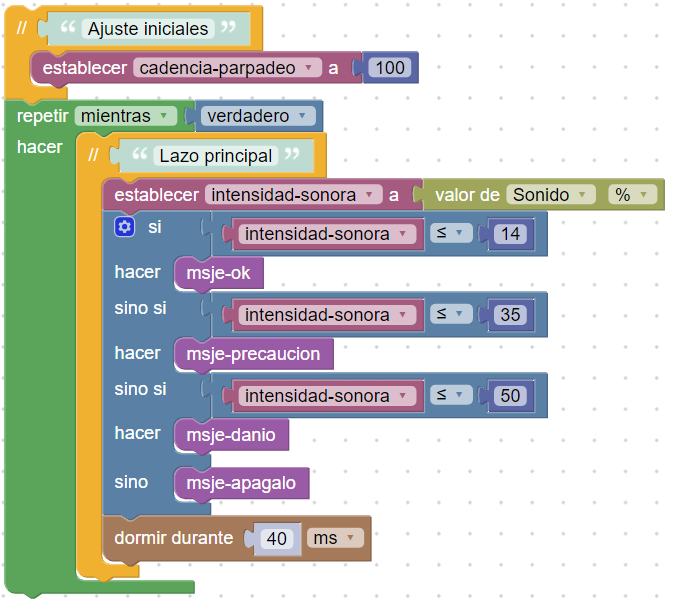 // “ Ajuste iniciales ”
establecer cadencia-parpadeo a 100
repetir mientras verdadero
hacer // “ Lazo principal ”
establecer intensidad-sonora a valor de Sonido %
si intensidad-sonora ≤ 14
hacer msje-ok
sino si intensidad-sonora ≤ 35
hacer msje-precaucion
sino si intensidad-sonora ≤ 50
hacer msje-danio
sino msje-apagalo
dormir durante 40 ms